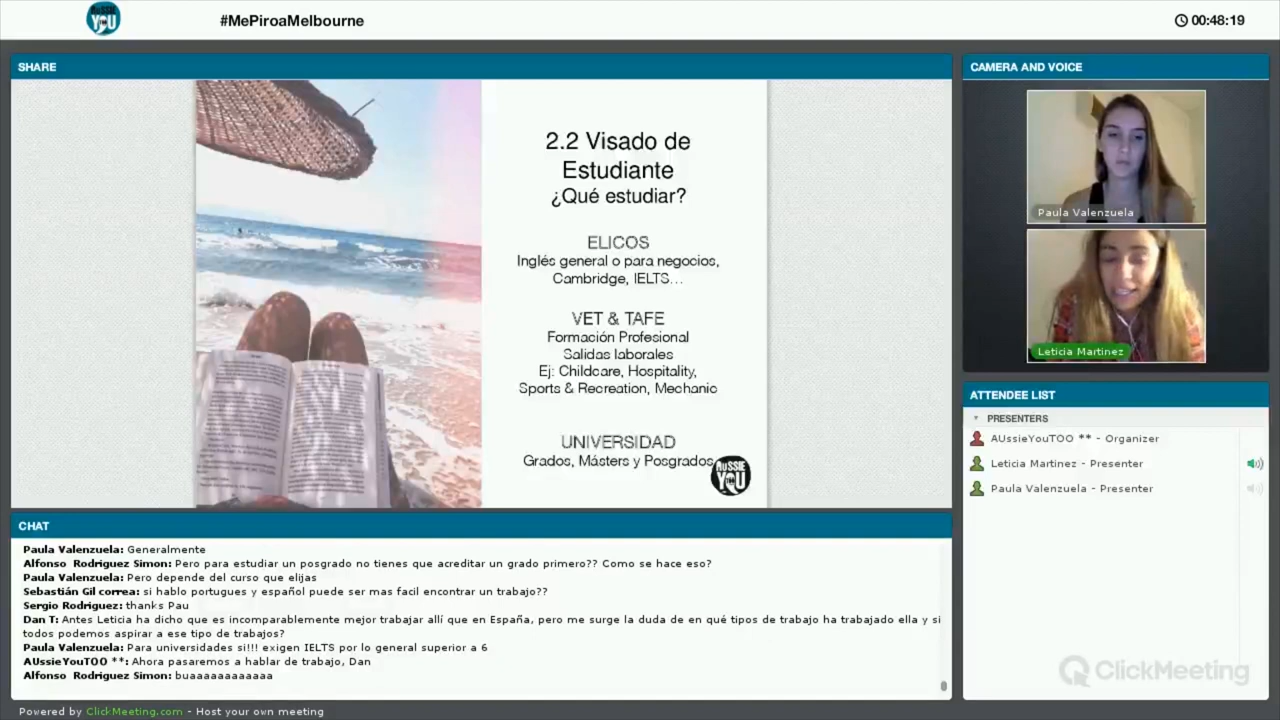 AUSSIE
YOU
TOO
#MePiroaMelbourne
00:48:19
SHARE
2.2 Visado de
Estudiante
¿Qué estudiar?
ELICOS
Inglés general o para negocios,
Cambridge, IELTS...
VET & TAFE
Formación Profesional
Salidas laborales
Ej: Childcare, Hospitality,
Sports & Recreation, Mechanic
UNIVERSIDAD
Grados, Másters y Posgrados
AUSSIE
YOU
TOO
CAMERA AND VOICE
Paula Valenzuela
Leticia Martinez
ATTENDEE LIST
PRESENTERS
AUssieYouTOO ** - Organizer
Leticia Martinez - Presenter
Paula Valenzuela - Presenter
CHAT
Paula Valenzuela: Generalmente
Alfonso Rodriguez Simon: Pero para estudiar un posgrado no tienes que acreditar un grado primero?? Como se hace eso?
Paula Valenzuela: Pero depende del curso que elijas
Sebastián Gil correa: si hablo portugues y español puede ser mas facil encontrar un trabajo??
Sergio Rodriguez: thanks Pau
Dan T: Antes Leticia ha dicho que es incomparablemente mejor trabajar allí que en España, pero me surge la duda de en qué tipos de trabajo ha trabajado ella y si
todos podemos aspirar a ese tipo de trabajos?
Paula Valenzuela: Para universidades si!!! exigen IELTS por lo general superior a 6
AUssieYouTOO **: Ahora pasaremos a hablar de trabajo, Dan
Alfonso Rodriguez Simon: buaaaaaaaaaaaa
ClickMeeting
Powered by ClickMeeting.com - Host your own meeting